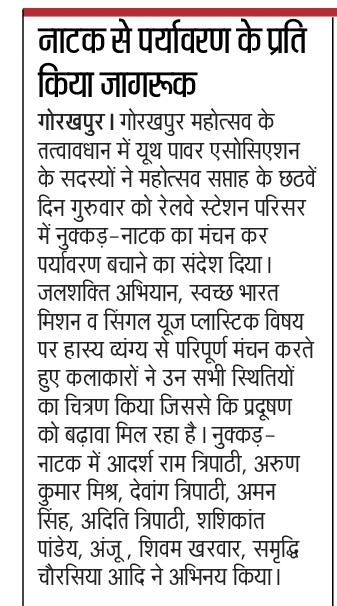 नाटक से पर्यावरण के प्रति
किया जागरूक
गोरखपुर। गोरखपुर महोत्सव के
तत्वावधान में यूथ पावर एसोसिएशन
के सदस्यों ने महोत्सव सप्ताह के छठवें
दिन गुरुवार को रेलवे स्टेशन परिसर
में नुक्कड़-नाटक का मंचन कर
पर्यावरण बचाने का संदेश दिया।
जलशक्ति अभियान, स्वच्छ भारत
मिशन व सिंगल यूज प्लास्टिक विषय
पर हास्य व्यंग्य से परिपूर्ण मंचन करते
हुए कलाकारों ने उन सभी स्थितियों
का चित्रण किया जिससे कि प्रदूषण
को बढ़ावा मिल रहा है। नुक्कड़-
नाटक में आदर्श राम त्रिपाठी, अरुण
कुमार मिश्र, देवांग त्रिपाठी, अमन
सिंह, अदिति त्रिपाठी, शशिकांत
पांडेय, अंजू , शिवम खरवार, समृद्धि
चौरसिया आदि ने अभिनय किया।